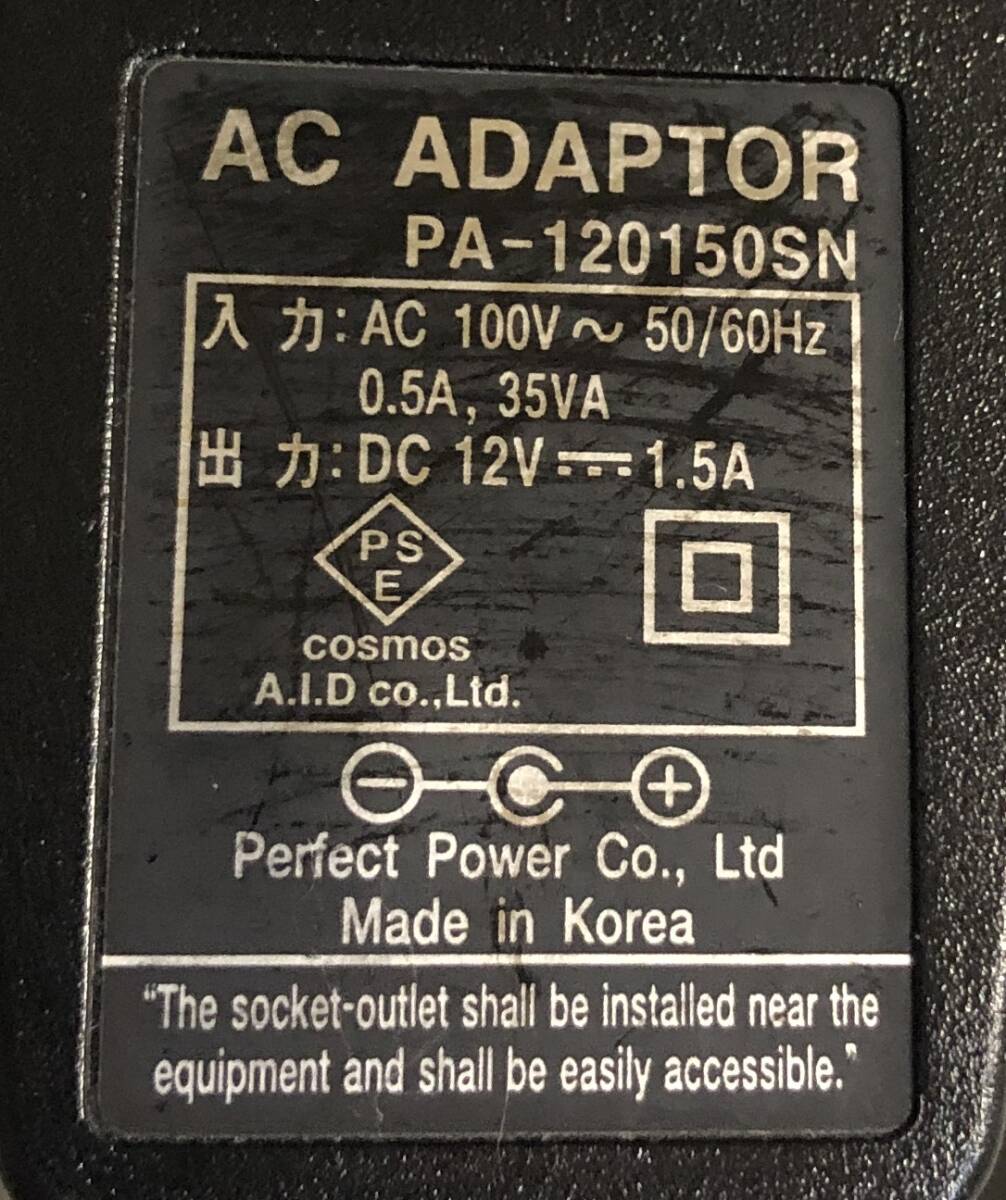 AC ADAPTOR
PA-120150SN
入 力: AC 100V～ 50/60Hz
0.5A, 35VA
出 力: DC 12V⎓1.5A
PS
E
cosmos
A.I.D co.,Ltd.
Perfect Power Co., Ltd
Made in Korea
“The socket-outlet shall be installed near the
equipment and shall be easily accessible.”